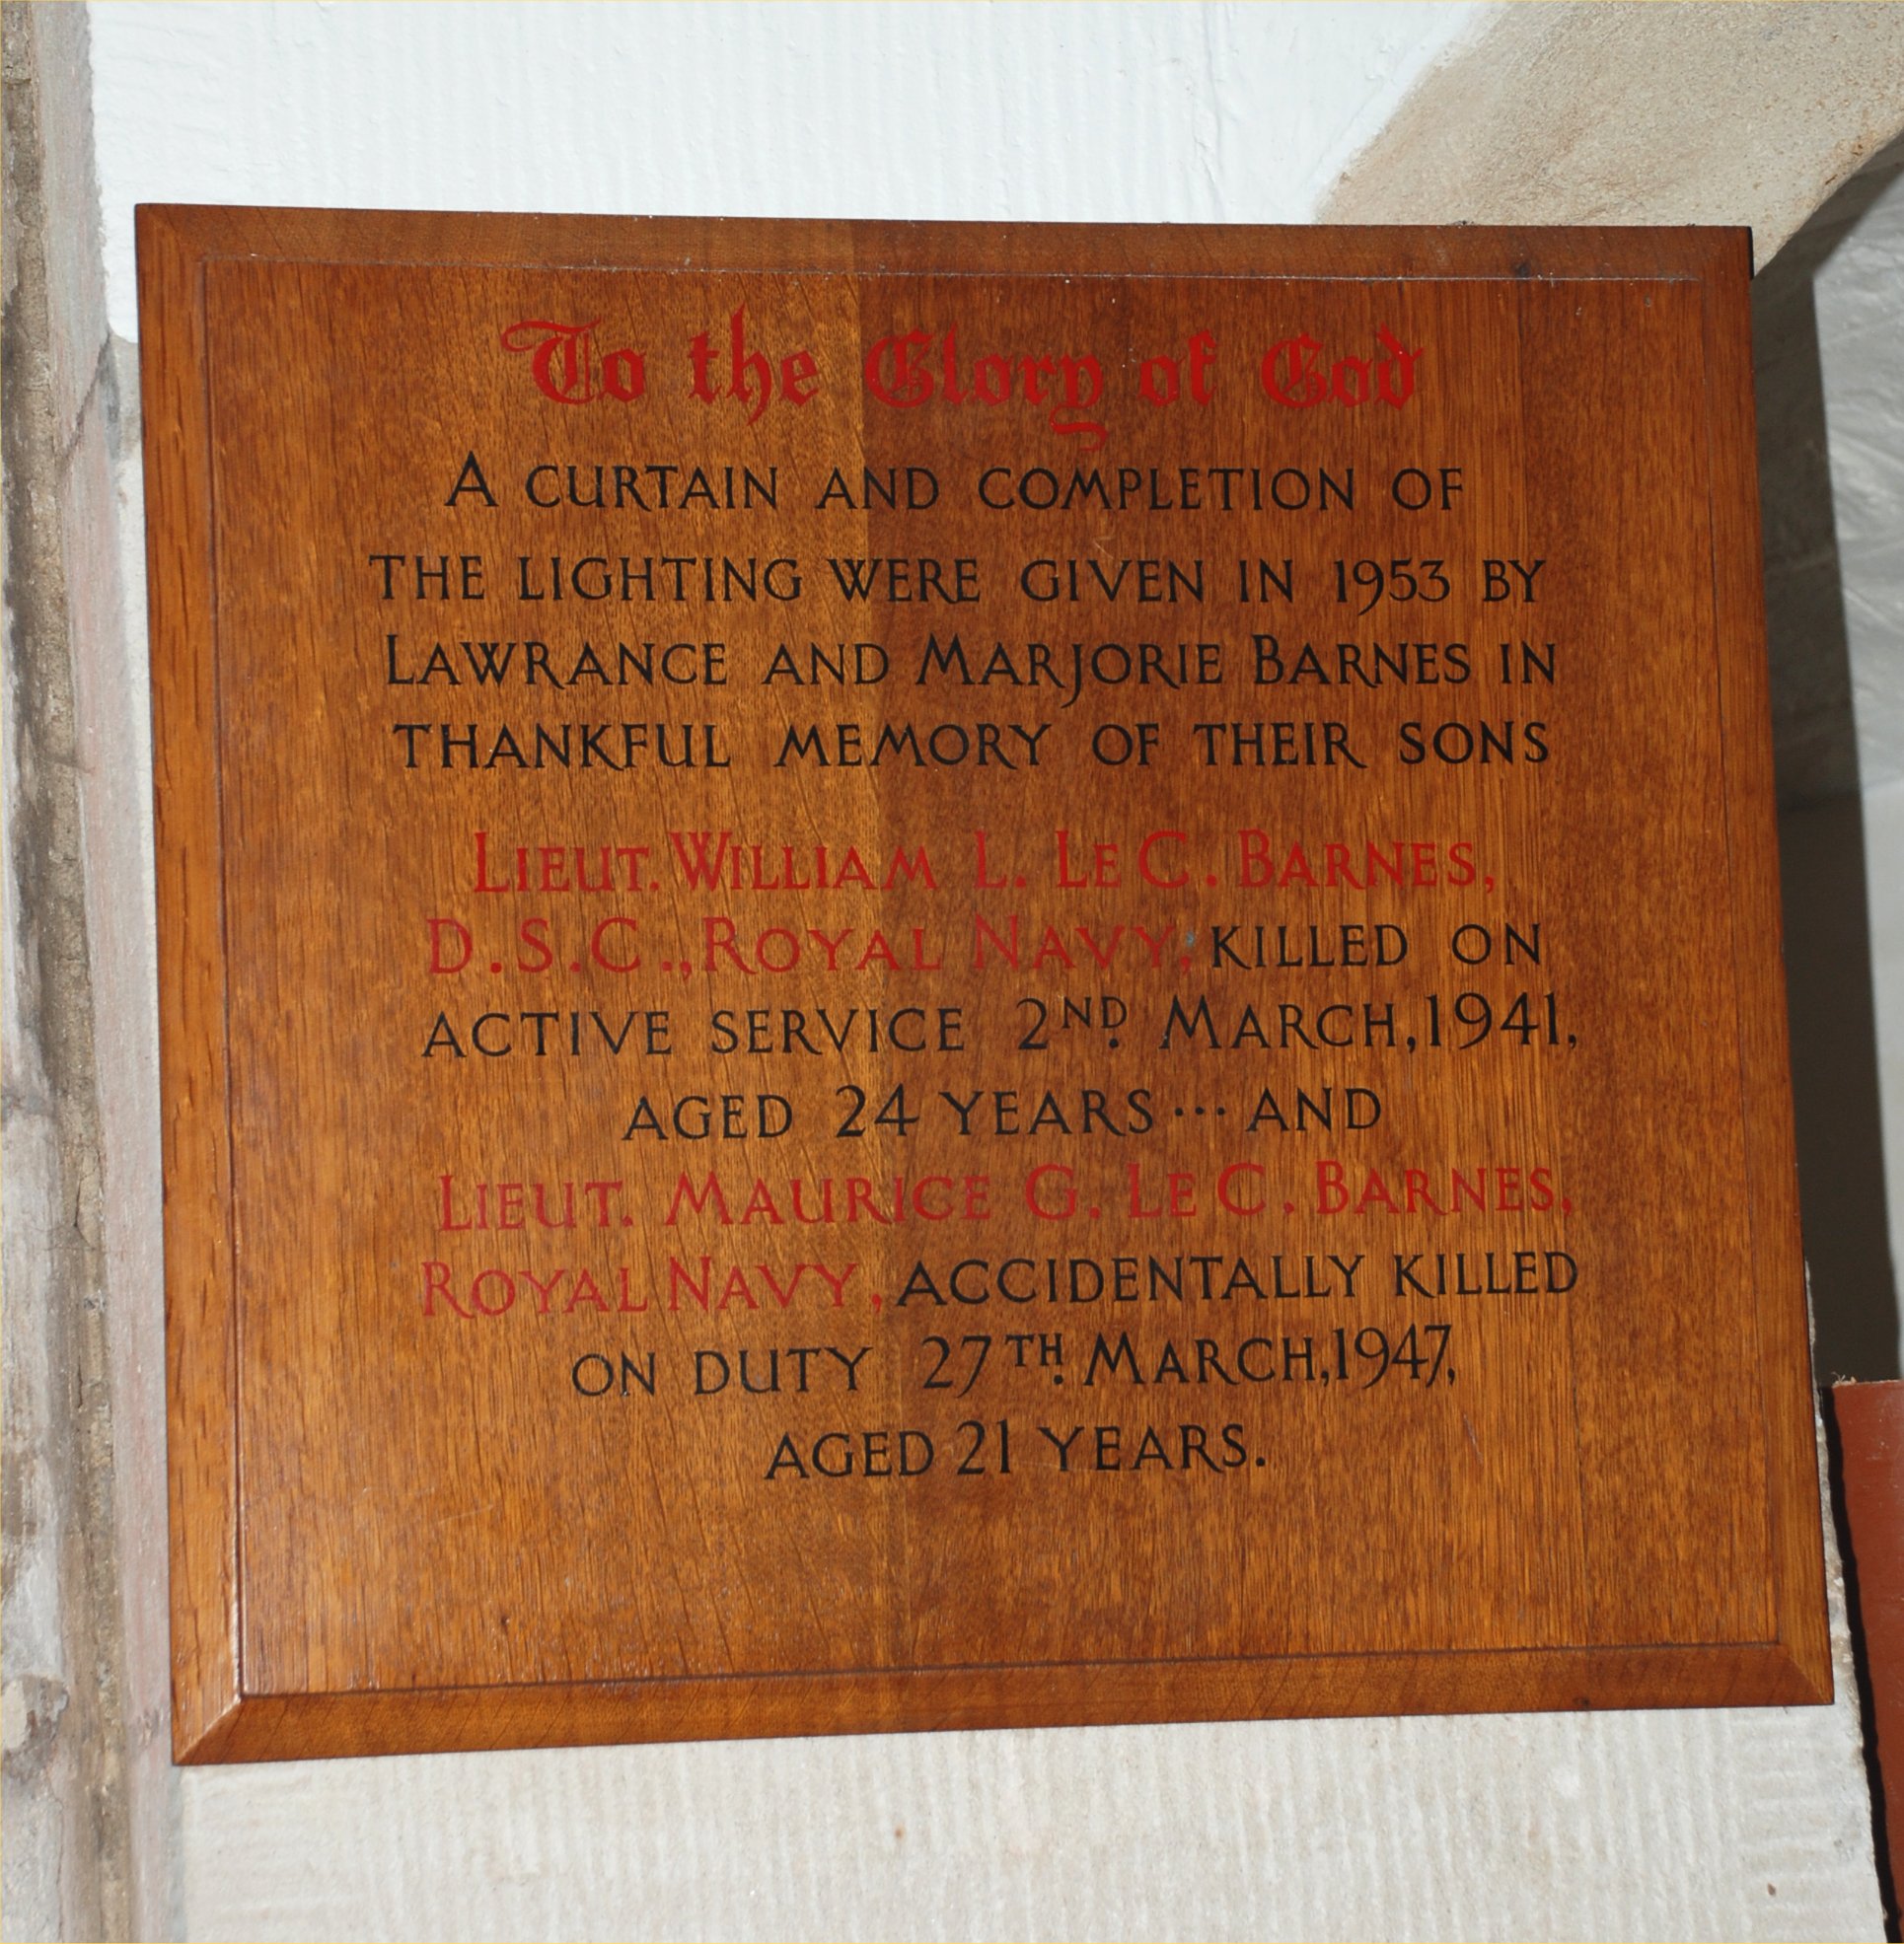 To the Glory of God
A CURTAIN AND COMPLETION OF
THE LIGHTING WERE GIVEN IN 1953 BY
LAWRANCE AND MARJORIE BARNES IN
THANKFUL MEMORY OF THEIR SONS
LIEUT. WILLIAM L. LE C. BARNES,
D.S.C., ROYAL NAVY, KILLED ON
ACTIVE SERVICE 2ND. MARCH, 1941,
AGED 24 YEARS ... AND
LIEUT. MAURICE G. LE C. BARNES,
ROYAL NAVY, ACCIDENTALLY KILLED
ON DUTY 27TH. MARCH, 1947,
AGED 21 YEARS.